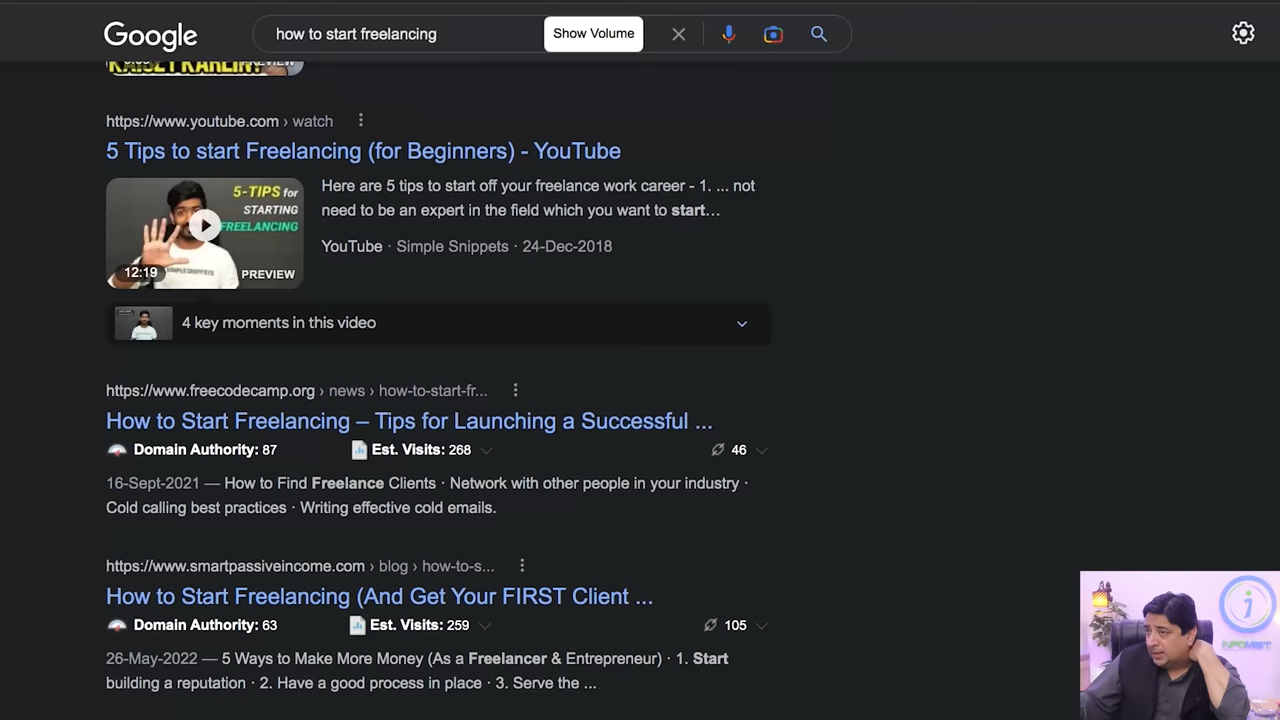 Google
how to start freelancing
Show Volume
PREVIEW
https://www.youtube.com › watch
5 Tips to start Freelancing (for Beginners) - YouTube
5-TIPS for
STARTING
FREELANCING
12:19
PREVIEW
Here are 5 tips to start off your freelance work career - 1. ... not
need to be an expert in the field which you want to start...
YouTube · Simple Snippets · 24-Dec-2018
4 key moments in this video
https://www.freecodecamp.org › news › how-to-start-fr...
How to Start Freelancing – Tips for Launching a Successful ...
Domain Authority: 87 Est. Visits: 268 46
16-Sept-2021 — How to Find Freelance Clients · Network with other people in your industry ·
Cold calling best practices · Writing effective cold emails.
https://www.smartpassiveincome.com › blog › how-to-s...
How to Start Freelancing (And Get Your FIRST Client ...
Domain Authority: 63 Est. Visits: 259 105
26-May-2022 — 5 Ways to Make More Money (As a Freelancer & Entrepreneur) · 1. Start
building a reputation · 2. Have a good process in place · 3. Serve the ...
i
INFOMIST